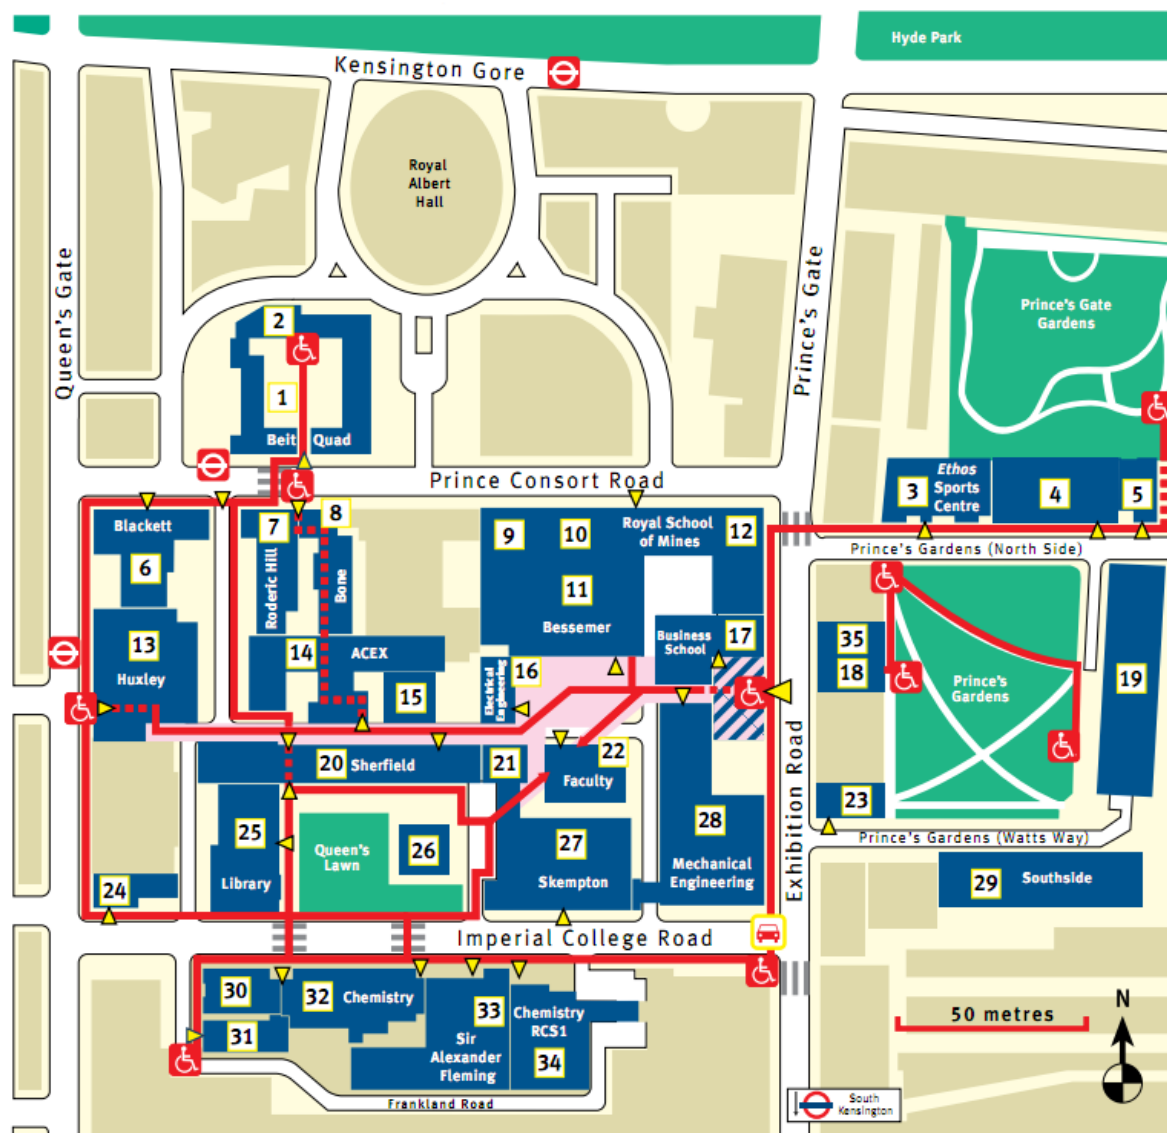 Hyde Park
Kensington Gore
Royal
Albert
Hall
Queen's Gate
Prince's Gate
Prince's Gate
Gardens
2
1
Beit Quad
Prince Consort Road
3
Ethos
Sports
Centre
4
5
Prince's Gardens (North Side)
Blackett
6
7
8
Roderic Hill
Bone
9
10
Royal School
of Mines
12
11
Bessemer
13
Huxley
14
ACEX
15
Electrical
Engineering
16
Business
School
17
35
18
Prince's
Gardens
19
20
Sherfield
21
22
Faculty
23
Prince's Gardens (Watts Way)
Exhibition Road
24
25
Library
Queen's
Lawn
26
27
Skempton
28
Mechanical
Engineering
29
Southside
Imperial College Road
30
31
32
Chemistry
33
Sir
Alexander
Fleming
Chemistry
RCS1
34
Frankland Road
50 metres
N
South
Kensington